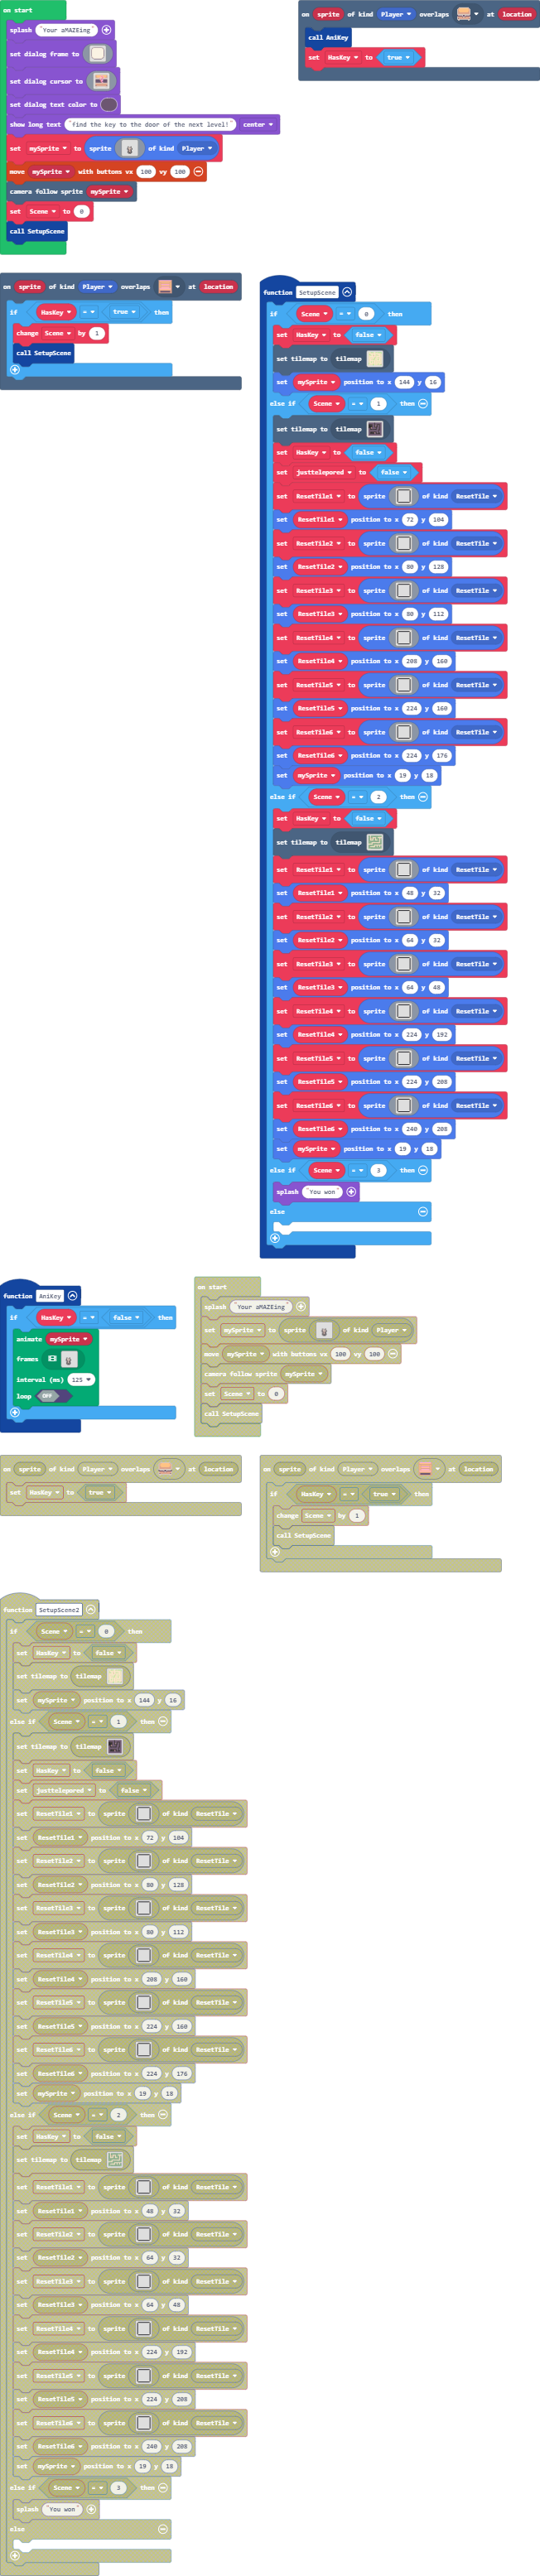 on start
splash "Your aMAZEing"
set dialog frame to
set dialog cursor to
set dialog text color to
show long text "find the key to the door of the next level!" center
set mySprite to sprite of kind Player
move mySprite with buttons vx 100 vy 100
camera follow sprite mySprite
set Scene to 0
call SetupScene
on sprite of kind Player overlaps at location
call AniKey
set HasKey to true
on sprite of kind Player overlaps at location
if HasKey = true then
change Scene by 1
call SetupScene
function SetupScene
if Scene = 0 then
set HasKey to false
set tilemap to tilemap
set mySprite position to x 144 y 16
else if Scene = 1 then
set tilemap to tilemap
set HasKey to false
set justtelepored to false
set ResetTile1 to sprite of kind ResetTile
set ResetTile1 position to x 72 y 104
set ResetTile2 to sprite of kind ResetTile
set ResetTile2 position to x 80 y 128
set ResetTile3 to sprite of kind ResetTile
set ResetTile3 position to x 80 y 112
set ResetTile4 to sprite of kind ResetTile
set ResetTile4 position to x 208 y 160
set ResetTile5 to sprite of kind ResetTile
set ResetTile5 position to x 224 y 160
set ResetTile6 to sprite of kind ResetTile
set ResetTile6 position to x 224 y 176
set mySprite position to x 19 y 18
else if Scene = 2 then
set HasKey to false
set tilemap to tilemap
set ResetTile1 to sprite of kind ResetTile
set ResetTile1 position to x 48 y 32
set ResetTile2 to sprite of kind ResetTile
set ResetTile2 position to x 64 y 32
set ResetTile3 to sprite of kind ResetTile
set ResetTile3 position to x 64 y 48
set ResetTile4 to sprite of kind ResetTile
set ResetTile4 position to x 224 y 192
set ResetTile5 to sprite of kind ResetTile
set ResetTile5 position to x 224 y 208
set ResetTile6 to sprite of kind ResetTile
set ResetTile6 position to x 240 y 208
set mySprite position to x 19 y 18
else if Scene = 3 then
splash "You won"
else
function AniKey
if HasKey = false then
animate mySprite
frames
interval (ms) 125
loop OFF
on start
splash "Your aMAZEing"
set mySprite to sprite of kind Player
move mySprite with buttons vx 100 vy 100
camera follow sprite mySprite
set Scene to 0
call SetupScene
on sprite of kind Player overlaps at location
set HasKey to true
on sprite of kind Player overlaps at location
if HasKey = true then
change Scene by 1
call SetupScene
function SetupScene2
if Scene = 0 then
set HasKey to false
set tilemap to tilemap
set mySprite position to x 144 y 16
else if Scene = 1 then
set tilemap to tilemap
set HasKey to false
set justtelepored to false
set ResetTile1 to sprite of kind ResetTile
set ResetTile1 position to x 72 y 104
set ResetTile2 to sprite of kind ResetTile
set ResetTile2 position to x 80 y 128
set ResetTile3 to sprite of kind ResetTile
set ResetTile3 position to x 80 y 112
set ResetTile4 to sprite of kind ResetTile
set ResetTile4 position to x 208 y 160
set ResetTile5 to sprite of kind ResetTile
set ResetTile5 position to x 224 y 160
set ResetTile6 to sprite of kind ResetTile
set ResetTile6 position to x 224 y 176
set mySprite position to x 19 y 18
else if Scene = 2 then
set HasKey to false
set tilemap to tilemap
set ResetTile1 to sprite of kind ResetTile
set ResetTile1 position to x 48 y 32
set ResetTile2 to sprite of kind ResetTile
set ResetTile2 position to x 64 y 32
set ResetTile3 to sprite of kind ResetTile
set ResetTile3 position to x 64 y 48
set ResetTile4 to sprite of kind ResetTile
set ResetTile4 position to x 224 y 192
set ResetTile5 to sprite of kind ResetTile
set ResetTile5 position to x 224 y 208
set ResetTile6 to sprite of kind ResetTile
set ResetTile6 position to x 240 y 208
set mySprite position to x 19 y 18
else if Scene = 3 then
splash "You won"
else